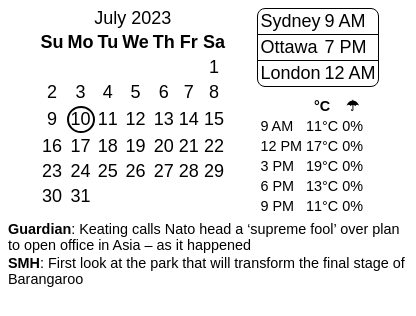 July 2023
Su Mo Tu We Th Fr Sa
1
2 3 4 5 6 7 8
9 10 11 12 13 14 15
16 17 18 19 20 21 22
23 24 25 26 27 28 29
30 31
Sydney 9 AM
Ottawa 7 PM
London 12 AM
°C ☂
9 AM 11°C 0%
12 PM 17°C 0%
3 PM 19°C 0%
6 PM 13°C 0%
9 PM 11°C 0%
Guardian: Keating calls Nato head a ‘supreme fool’ over plan
to open office in Asia – as it happened
SMH: First look at the park that will transform the final stage of
Barangaroo